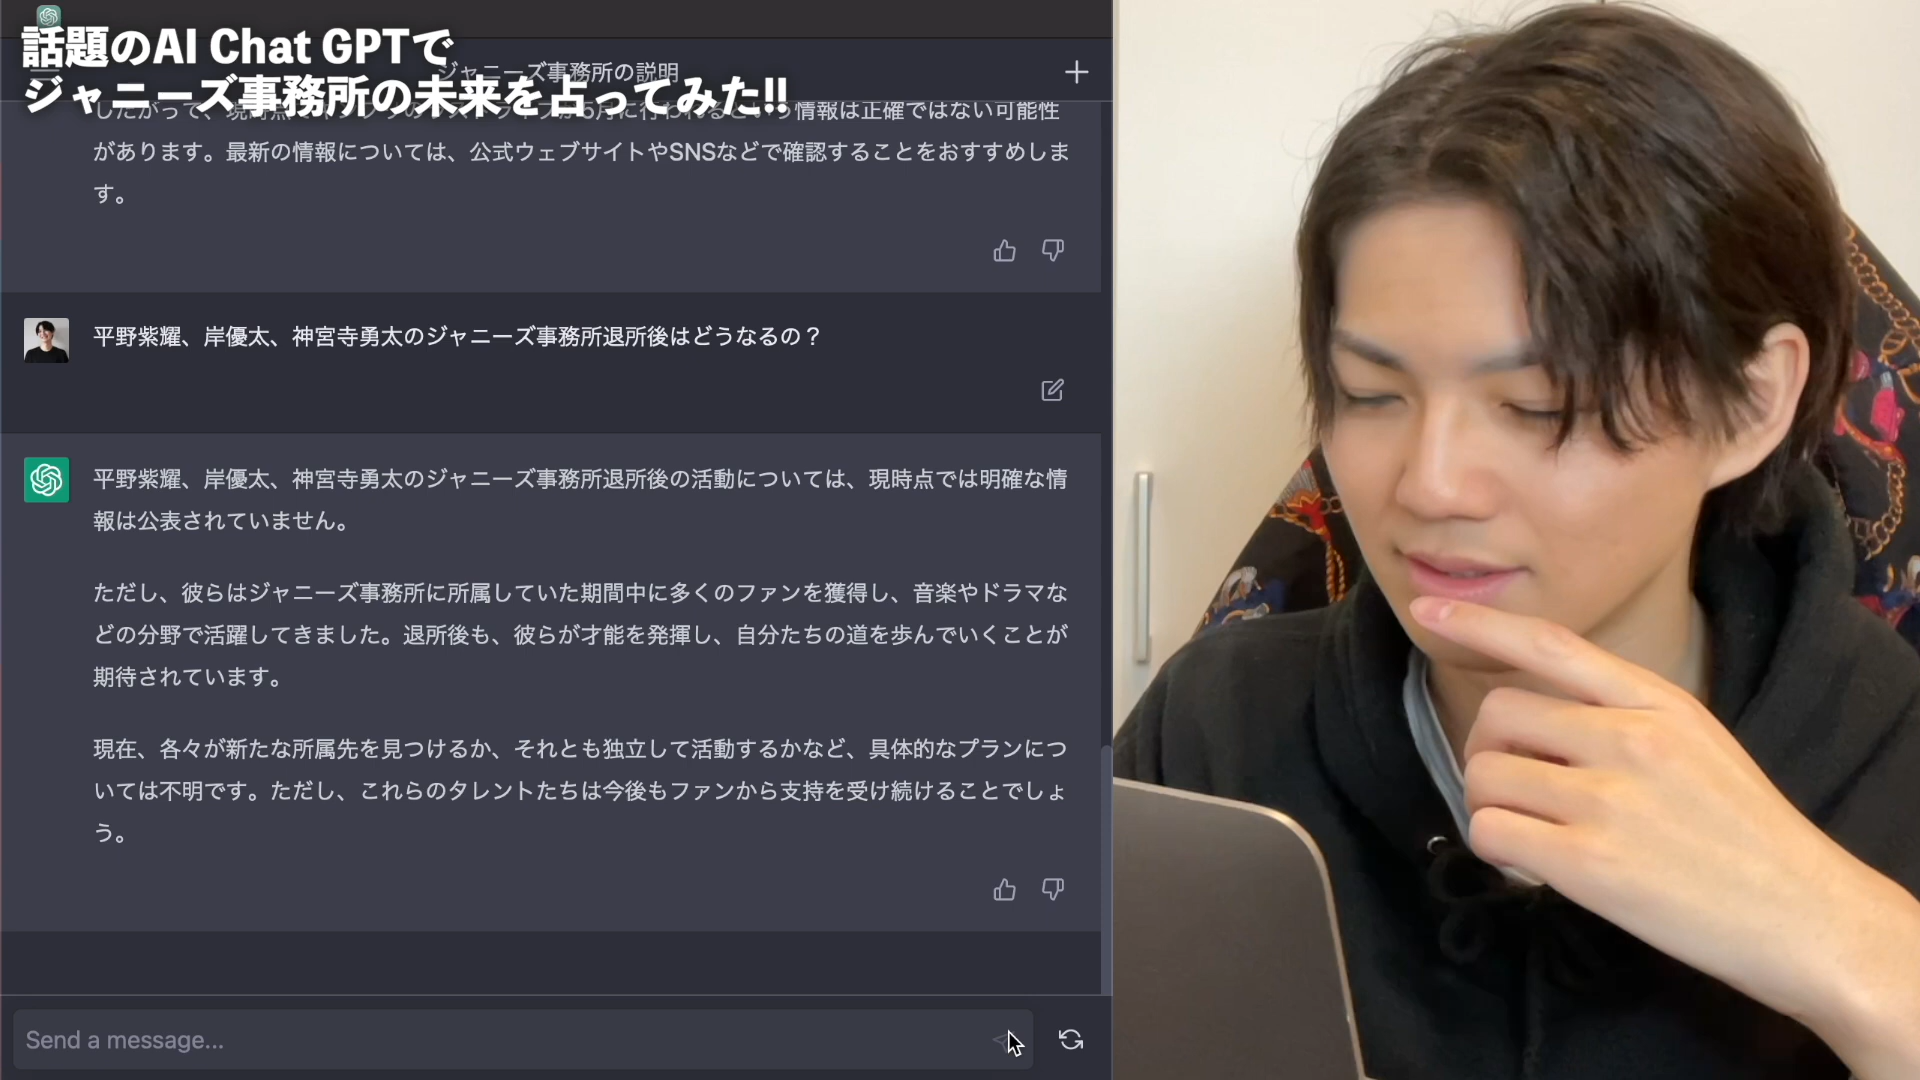 話題のAI Chat GPTで
ジャニーズ事務所の説明
ジャニーズ事務所の未来を占ってみた!!
情報は正確ではない可能性
があります。最新の情報については、公式ウェブサイトやSNSなどで確認することをおすすめしま
す。
平野紫耀、岸優太、神宮寺勇太のジャニーズ事務所退所後はどうなるの？
平野紫耀、岸優太、神宮寺勇太のジャニーズ事務所退所後の活動については、現時点では明確な情
報は公表されていません。
ただし、彼らはジャニーズ事務所に所属していた期間中に多くのファンを獲得し、音楽やドラマな
どの分野で活躍してきました。退所後も、彼らが才能を発揮し、自分たちの道を歩んでいくことが
期待されています。
現在、各々が新たな所属先を見つけるか、それとも独立して活動するかなど、具体的なプランにつ
いては不明です。ただし、これらのタレントたちは今後もファンから支持を受け続けることでしょ
う。
Send a message...